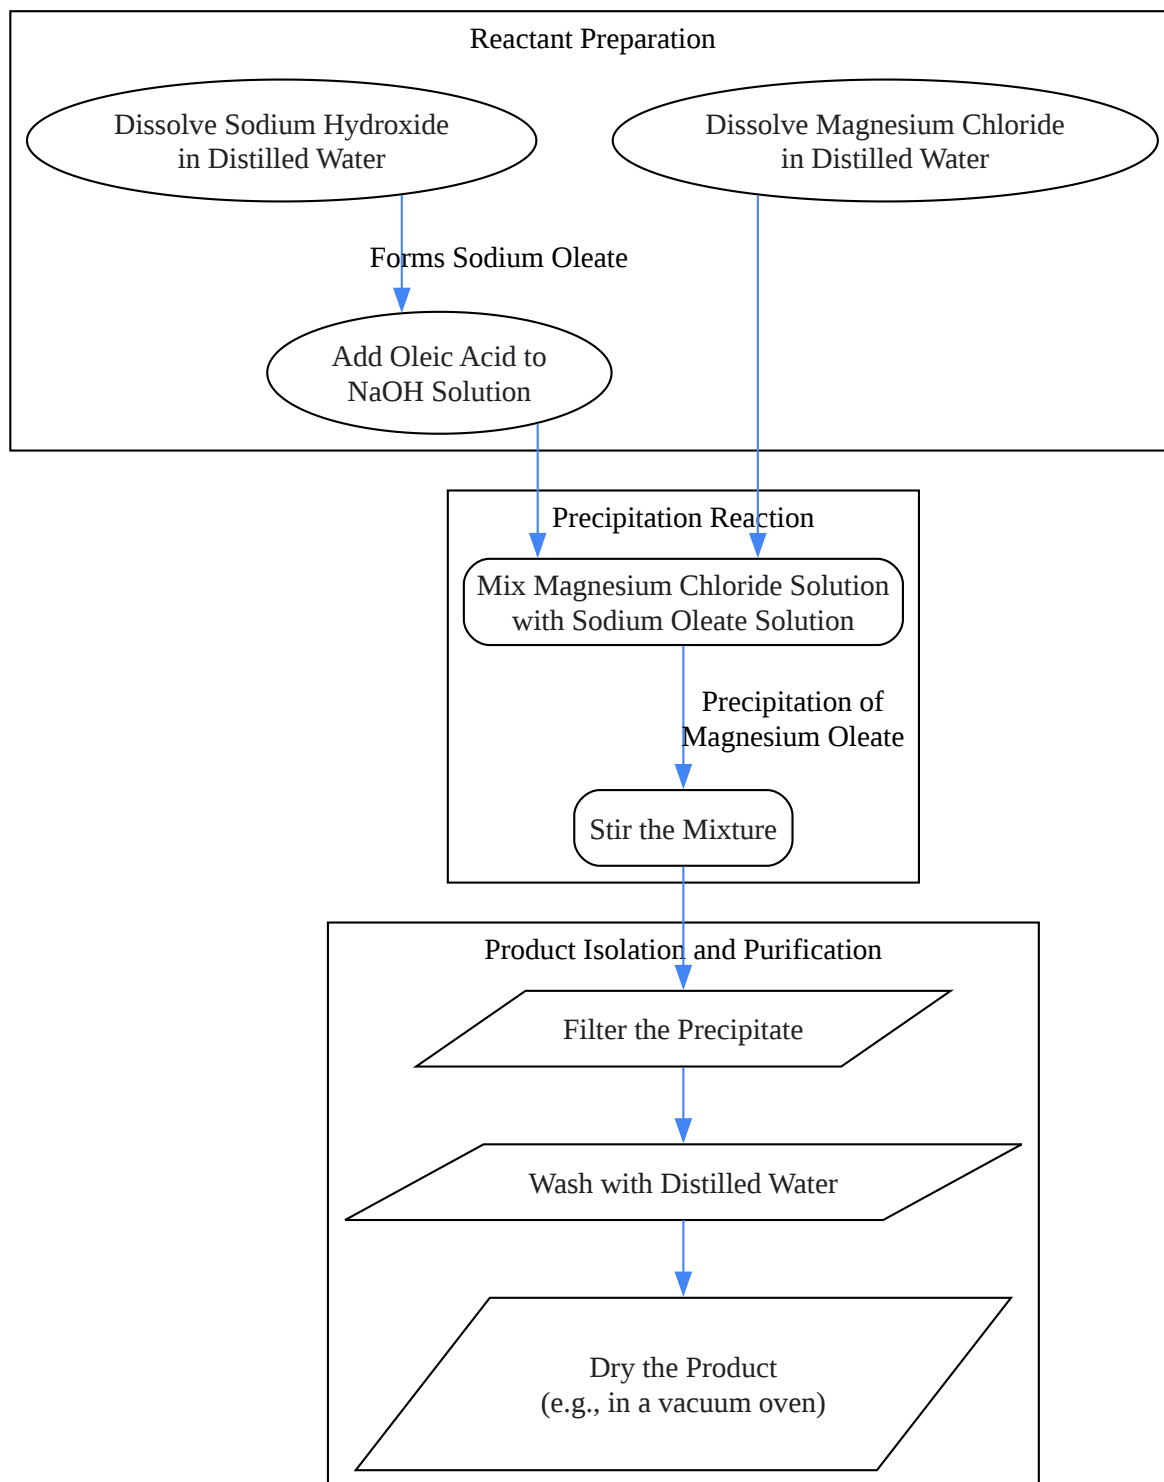 Reactant Preparation
Dissolve Sodium Hydroxide
in Distilled Water
Dissolve Magnesium Chloride
in Distilled Water
Forms Sodium Oleate
Add Oleic Acid to
NaOH Solution
Precipitation Reaction
Mix Magnesium Chloride Solution
with Sodium Oleate Solution
Precipitation of
Magnesium Oleate
Stir the Mixture
Product Isolation and Purification
Filter the Precipitate
Wash with Distilled Water
Dry the Product
(e.g., in a vacuum oven)